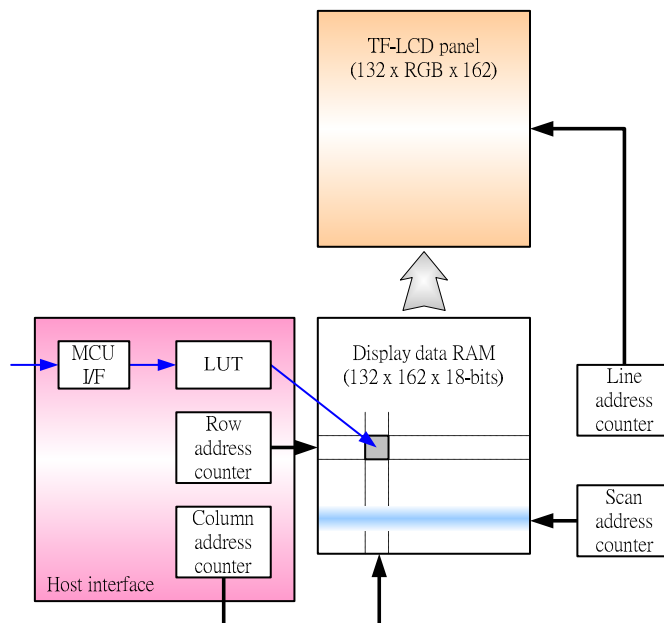 TF-LCD panel
(132 x RGB x 162)
MCU
I/F
LUT
Display data RAM
(132 x 162 x 18-bits)
Line
address
counter
Row
address
counter
Column
address
counter
Scan
address
counter
Host interface